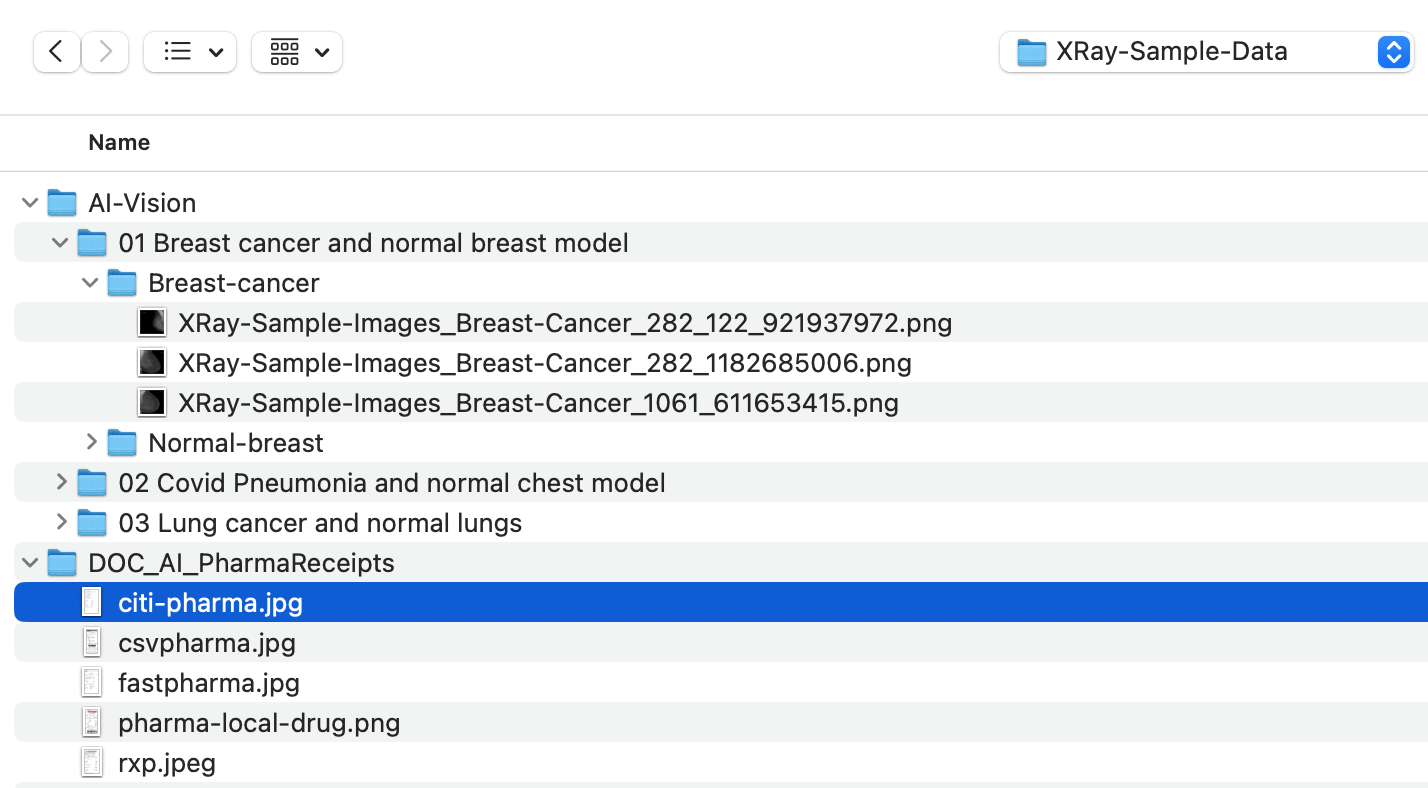 XRay-Sample-Data
Name
AI-Vision
01 Breast cancer and normal breast model
Breast-cancer
XRay-Sample-Images_Breast-Cancer_282_122_921937972.png
XRay-Sample-Images_Breast-Cancer_282_1182685006.png
XRay-Sample-Images_Breast-Cancer_1061_611653415.png
Normal-breast
02 Covid Pneumonia and normal chest model
03 Lung cancer and normal lungs
DOC_AI_PharmaReceipts
citi-pharma.jpg
csvpharma.jpg
fastpharma.jpg
pharma-local-drug.png
rxp.jpeg